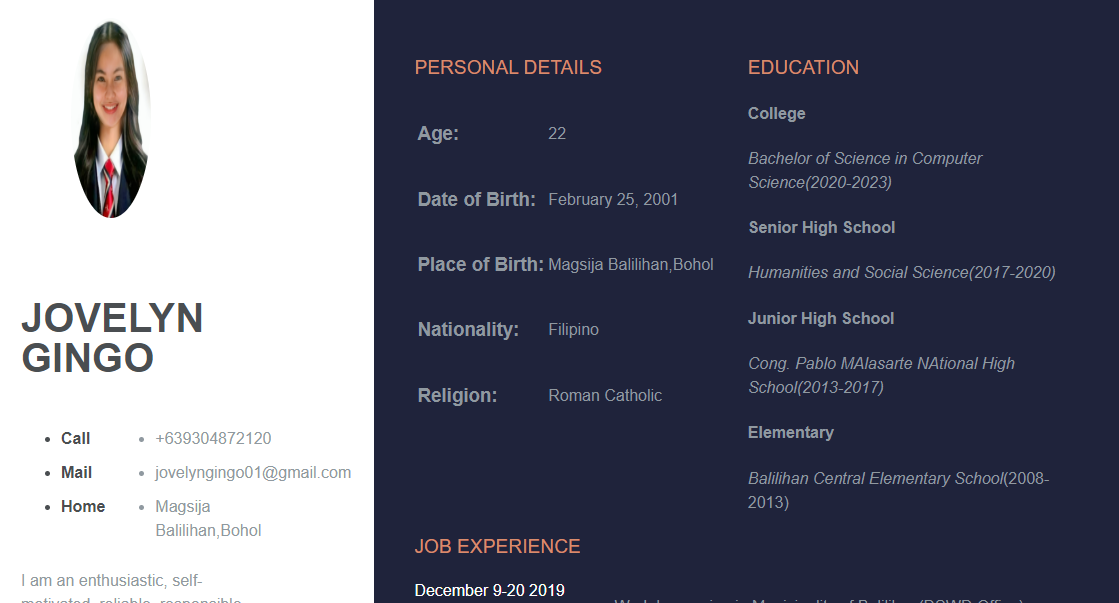 JOVELYN
GINGO
Call +639304872120
Mail jovelyngingo01@gmail.com
Home Magsija
Balilihan,Bohol
I am an enthusiastic, self-
motivated, reliable, responsible
PERSONAL DETAILS
Age: 22
Date of Birth: February 25, 2001
Place of Birth: Magsija Balilihan,Bohol
Nationality: Filipino
Religion: Roman Catholic
EDUCATION
College
Bachelor of Science in Computer
Science(2020-2023)
Senior High School
Humanities and Social Science(2017-2020)
Junior High School
Cong. Pablo MAlasarte NAtional High
School(2013-2017)
Elementary
Balilihan Central Elementary School(2008-
2013)
JOB EXPERIENCE
December 9-20 2019